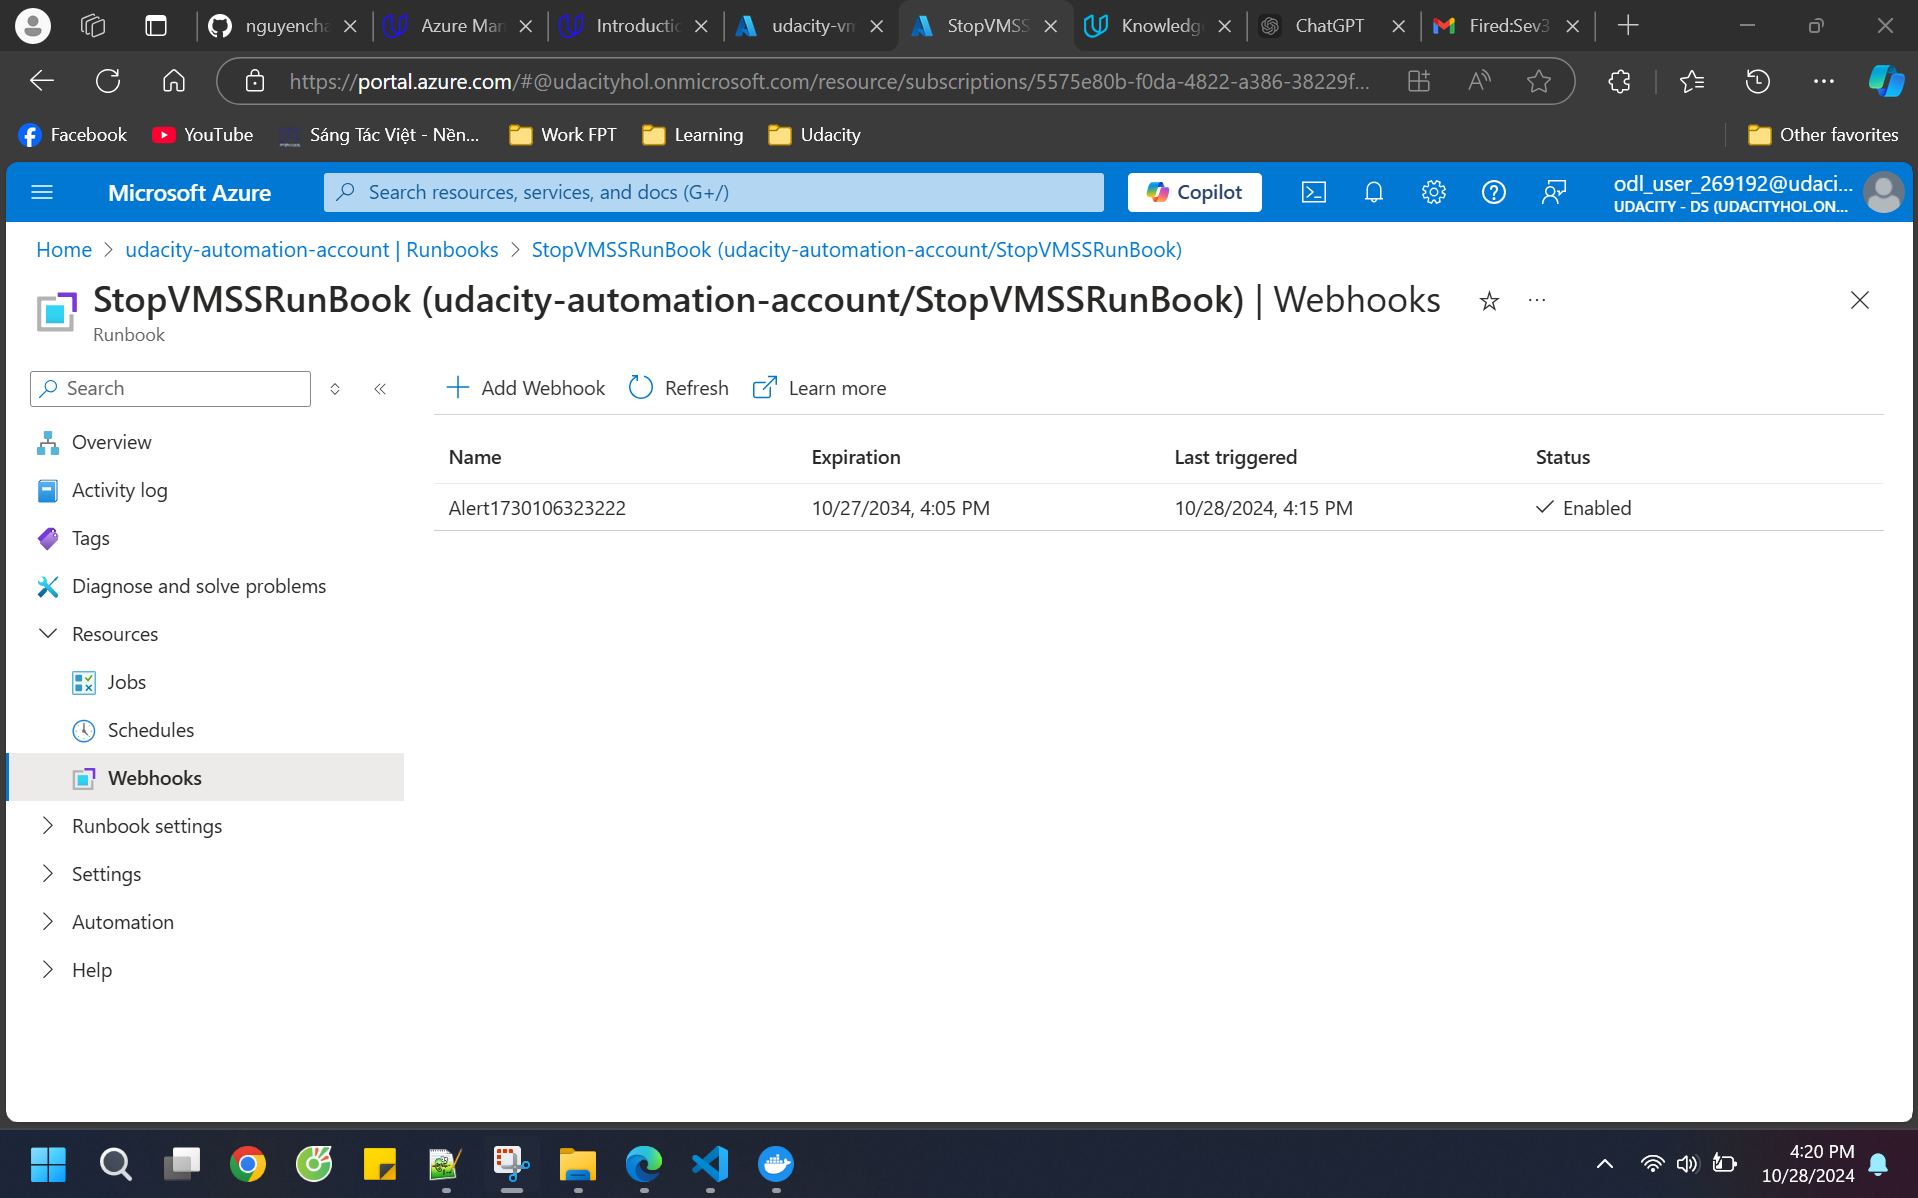 nguyencha
Azure Man
Introductio
udacity-vm
StopVMSS
Knowledge
ChatGPT
Fired:Sev3
https://portal.azure.com/#@udacityhol.onmicrosoft.com/resource/subscriptions/5575e80b-f0da-4822-a386-38229f...
Facebook
YouTube
Sáng Tác Việt - Nền...
Work FPT
Learning
Udacity
Other favorites
Microsoft Azure
Search resources, services, and docs (G+/)
Copilot
odl_user_269192@udaci...
UDACITY - DS (UDACITYHOL.ON...
Home > udacity-automation-account | Runbooks > StopVMSSRunBook (udacity-automation-account/StopVMSSRunBook)
StopVMSSRunBook (udacity-automation-account/StopVMSSRunBook) | Webhooks
Runbook
Search
Add Webhook
Refresh
Learn more
Overview
Activity log
Tags
Diagnose and solve problems
Resources
Jobs
Schedules
Webhooks
Runbook settings
Settings
Automation
Help
Name Expiration Last triggered Status
Alert1730106323222 10/27/2034, 4:05 PM 10/28/2024, 4:15 PM Enabled
4:20 PM
10/28/2024